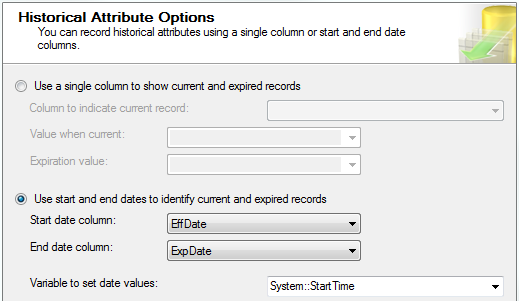 Historical Attribute Options
You can record historical attributes using a single column or start and end date
columns.
Use a single column to show current and expired records
Column to indicate current record:
Value when current:
Expiration value:
Use start and end dates to identify current and expired records
Start date column: EffDate
End date column: ExpDate
Variable to set date values: System::StartTime